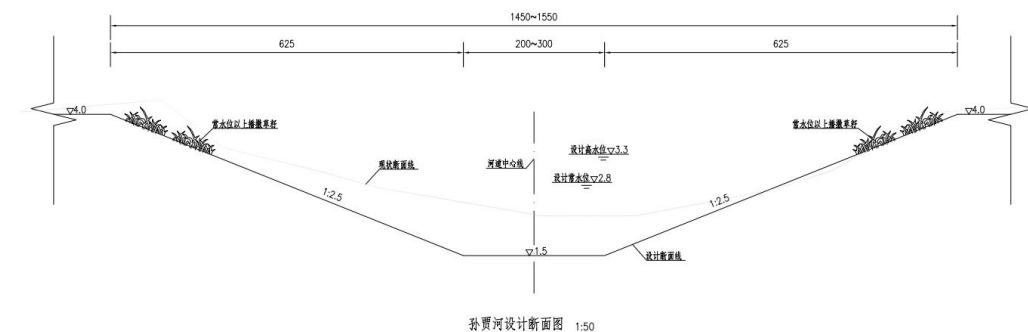 1450~1550
625
200~300
625
▽4.0
▽4.0
常水位以上播撒草籽
常水位以上播撒草籽
设计高水位▽3.3
现状断面线
河道中心线
设计常水位▽2.8
1:2.5
1:2.5
▽1.5
设计断面线
孙贾河设计断面图 1:50